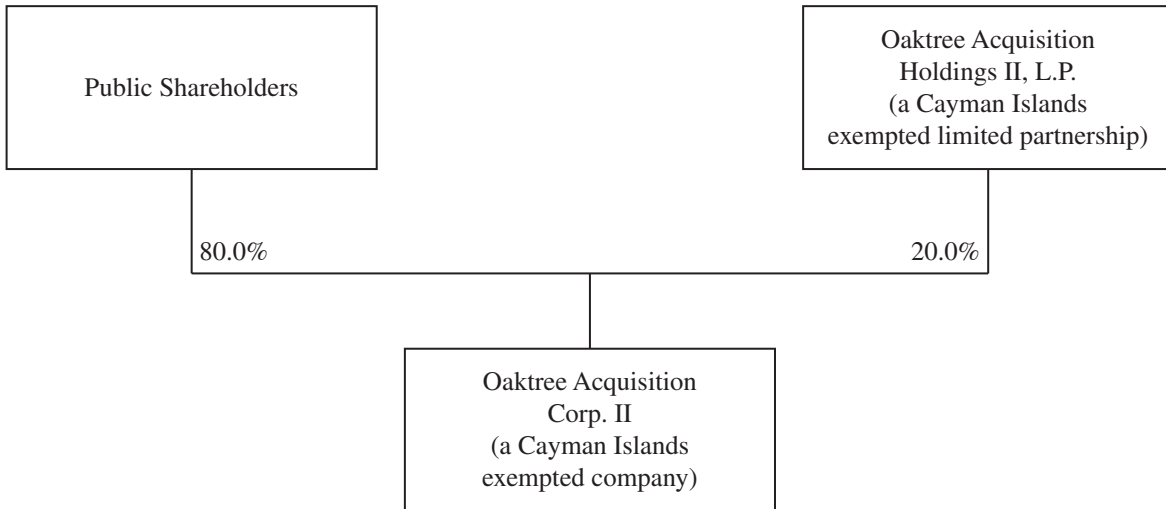 Public Shareholders
Oaktree Acquisition
Holdings II, L.P.
(a Cayman Islands
exempted limited partnership)
80.0%
20.0%
Oaktree Acquisition
Corp. II
(a Cayman Islands
exempted company)